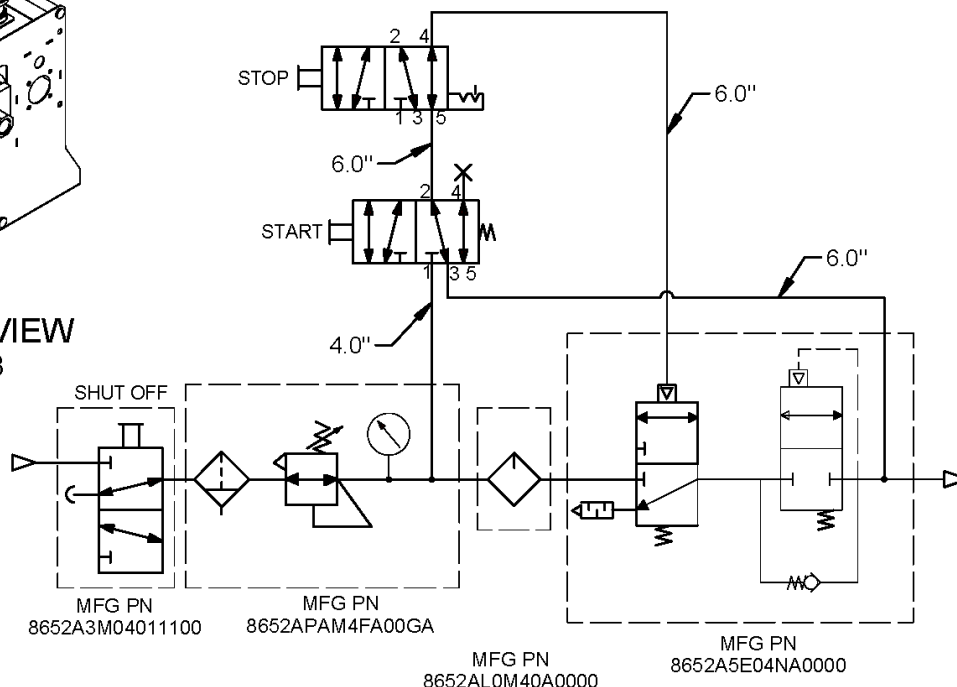 2 4
STOP
1 3 5
6.0"
6.0"
2 4
START
1 3 5
6.0"
4.0"
VIEW
SHUT OFF
MFG PN
8652A3M04011100
MFG PN
8652APAM4FA00GA
MFG PN
8652AL0M40A0000
MFG PN
8652A5E04NA0000